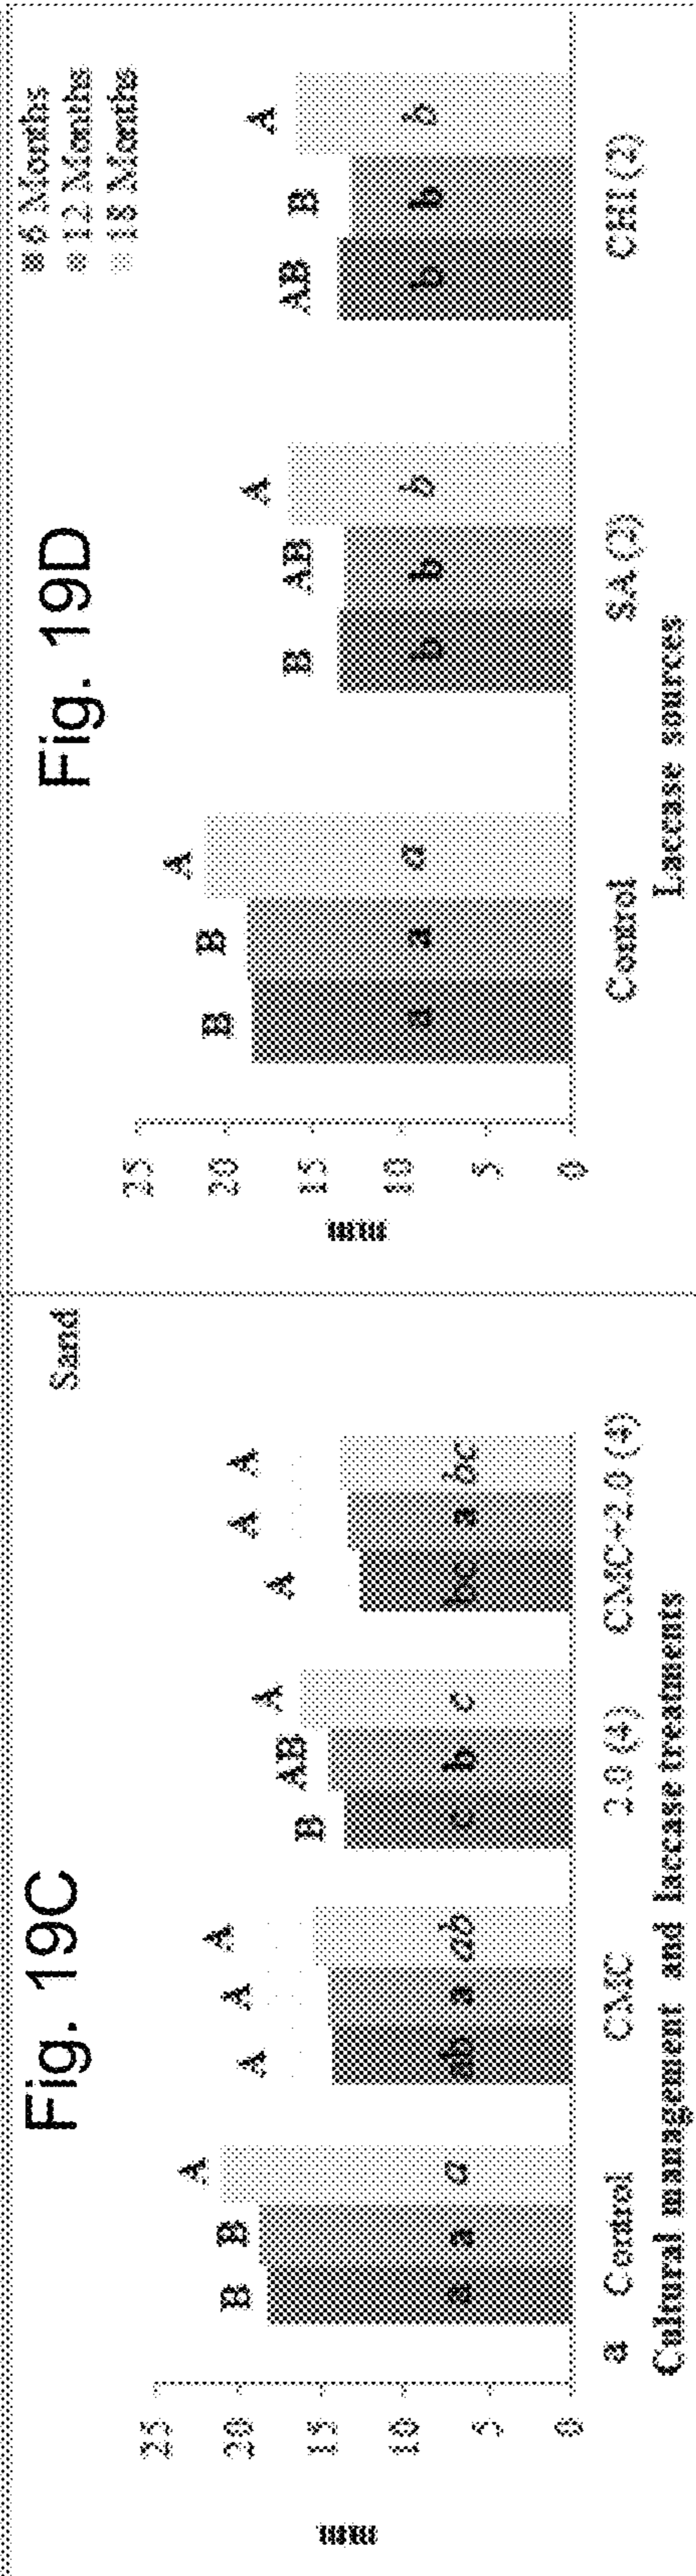 Fig. 19C
Sand
mm
25
20
15
10
5
0
B B A
A A A
B AB A
A A A
a a a
ab a ab
c b c
bc a bc
a Control CMC 2.0 (4) CMC+2.0 (4)
Cultural management and laccase treatments
Fig. 19D
6 Months
12 Months
18 Months
mm
25
20
15
10
5
0
B B A
B AB A
AB B A
a a a
b b b
b b b
Control SA (2) CHI (2)
Laccase sources